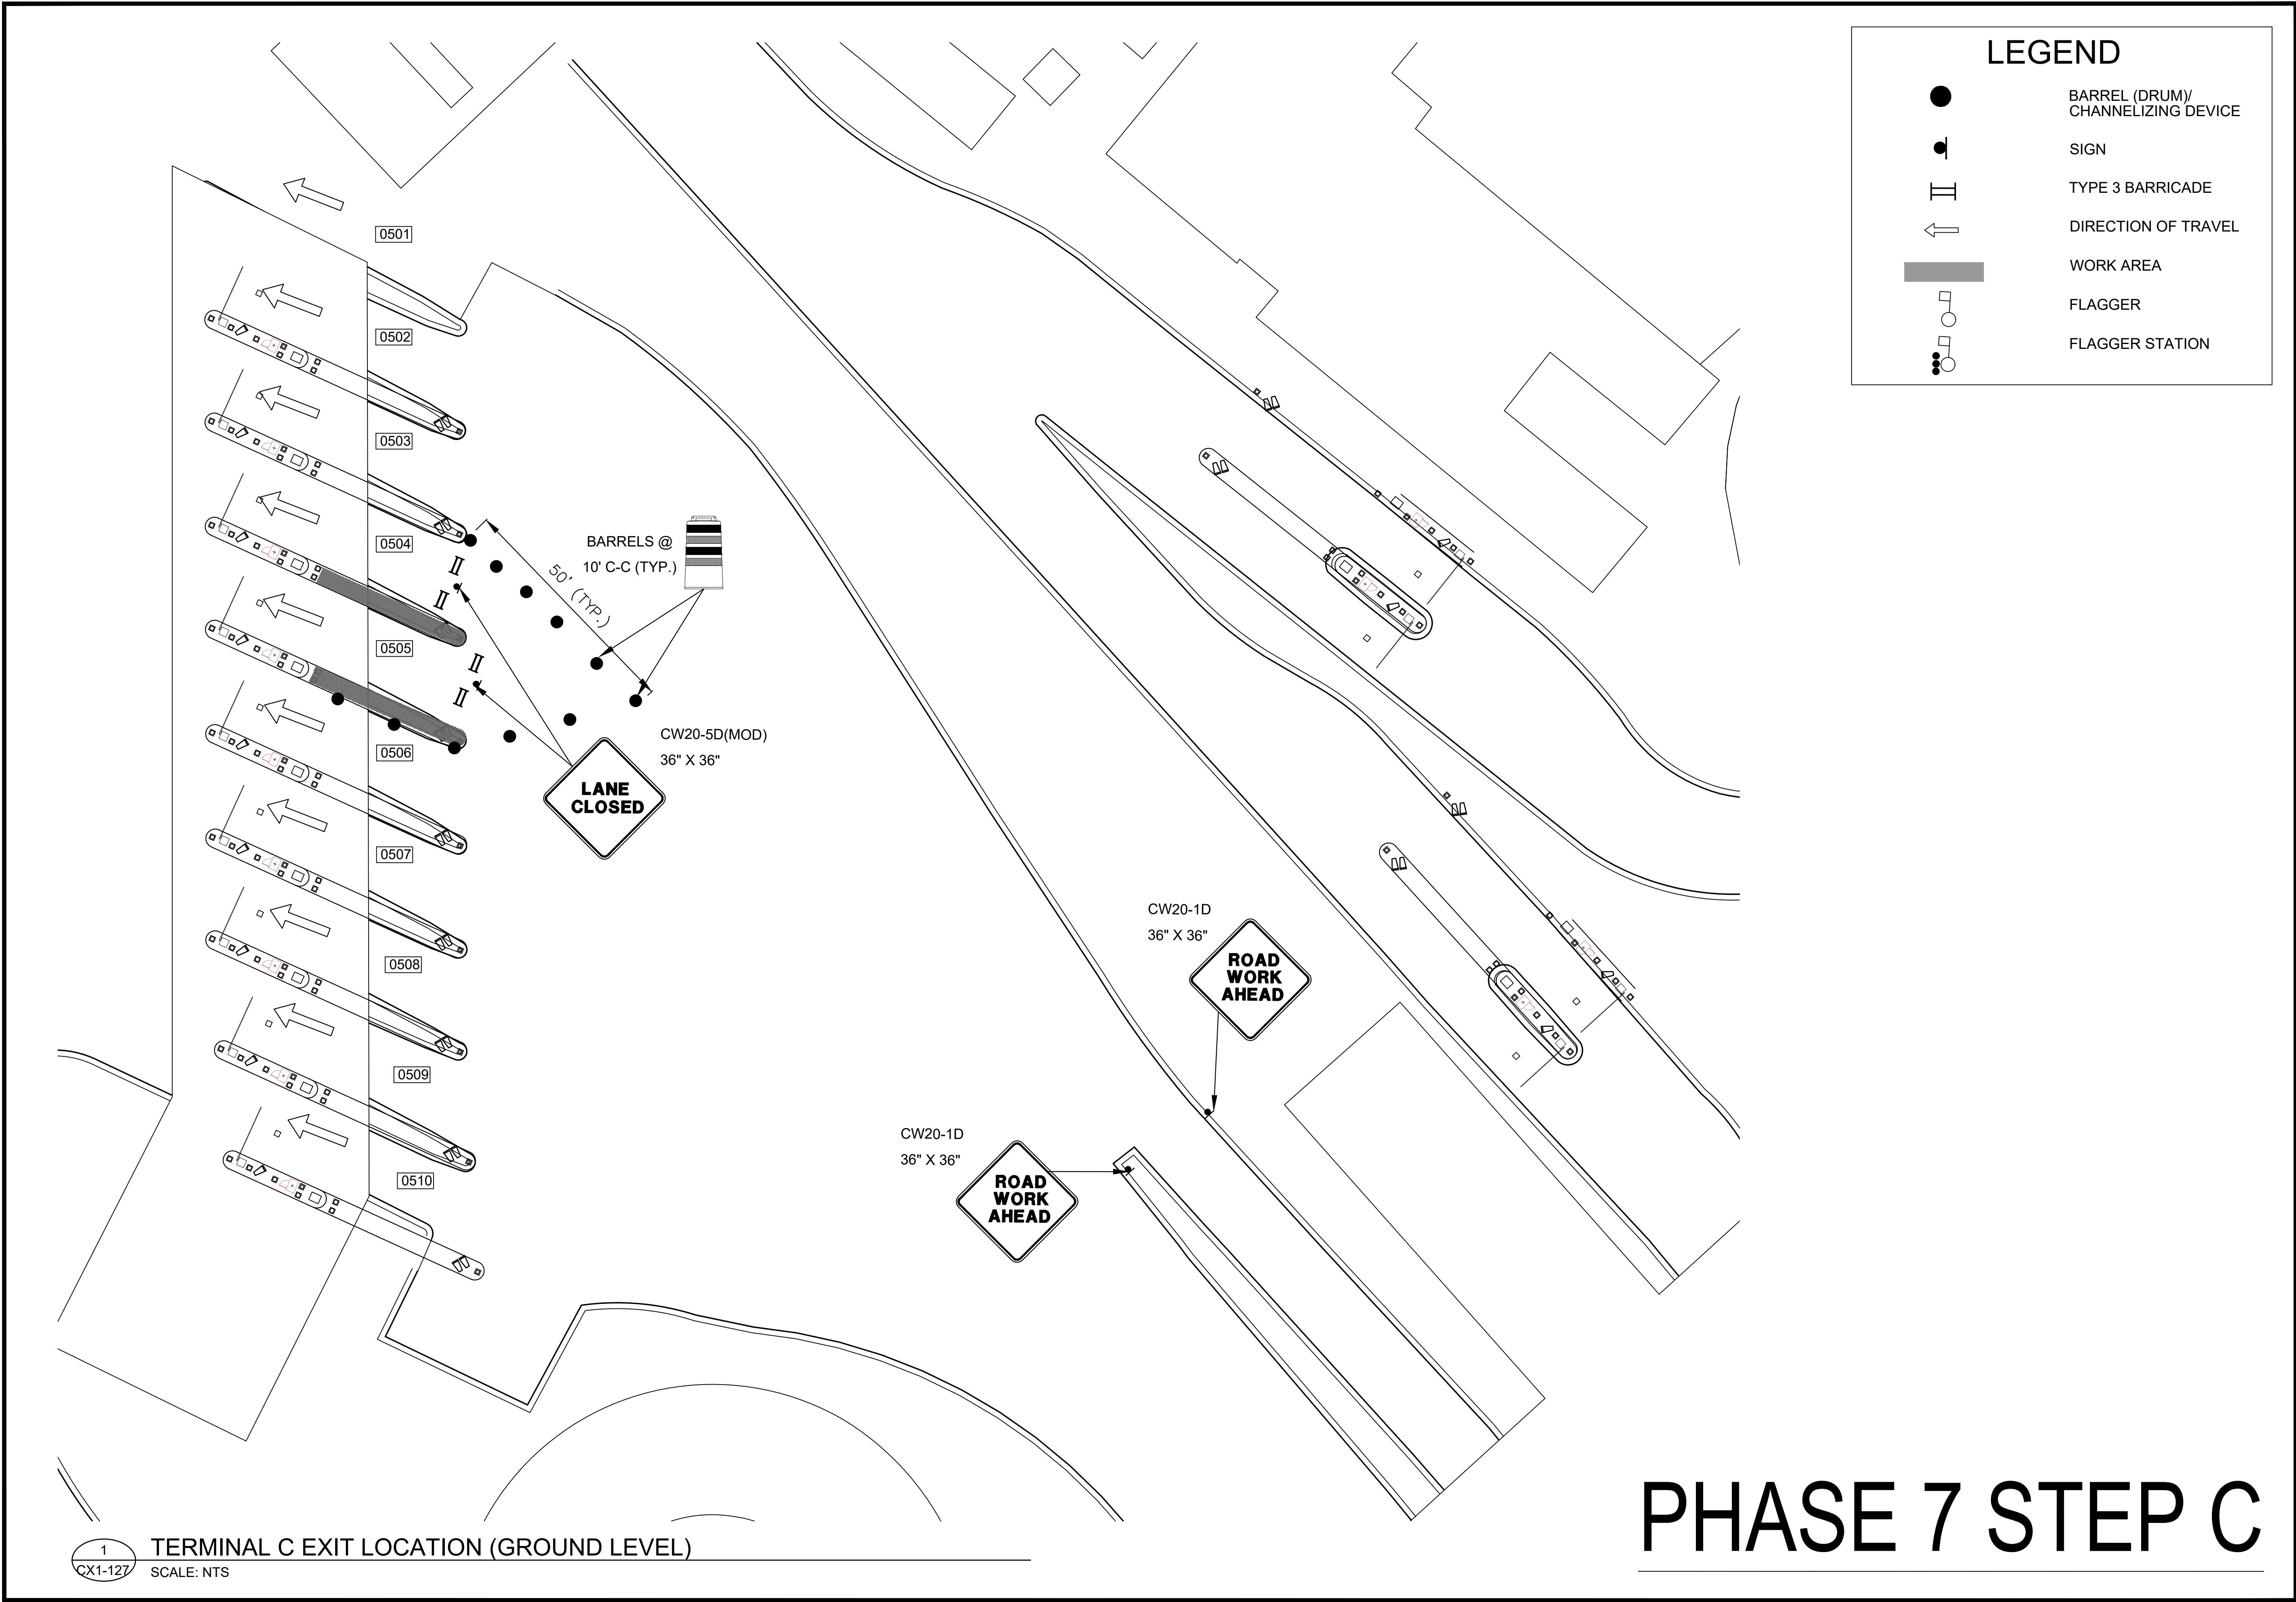 LEGEND
BARREL (DRUM)/
CHANNELIZING DEVICE
SIGN
TYPE 3 BARRICADE
DIRECTION OF TRAVEL
WORK AREA
FLAGGER
FLAGGER STATION
0501
0502
0503
0504
0505
0506
0507
0508
0509
0510
BARRELS @
10' C-C (TYP.)
50' (TYP.)
CW20-5D(MOD)
36" X 36"
LANE
CLOSED
CW20-1D
36" X 36"
ROAD
WORK
AHEAD
CW20-1D
36" X 36"
ROAD
WORK
AHEAD
1
CX1-127
TERMINAL C EXIT LOCATION (GROUND LEVEL)
SCALE: NTS
PHASE 7 STEP C